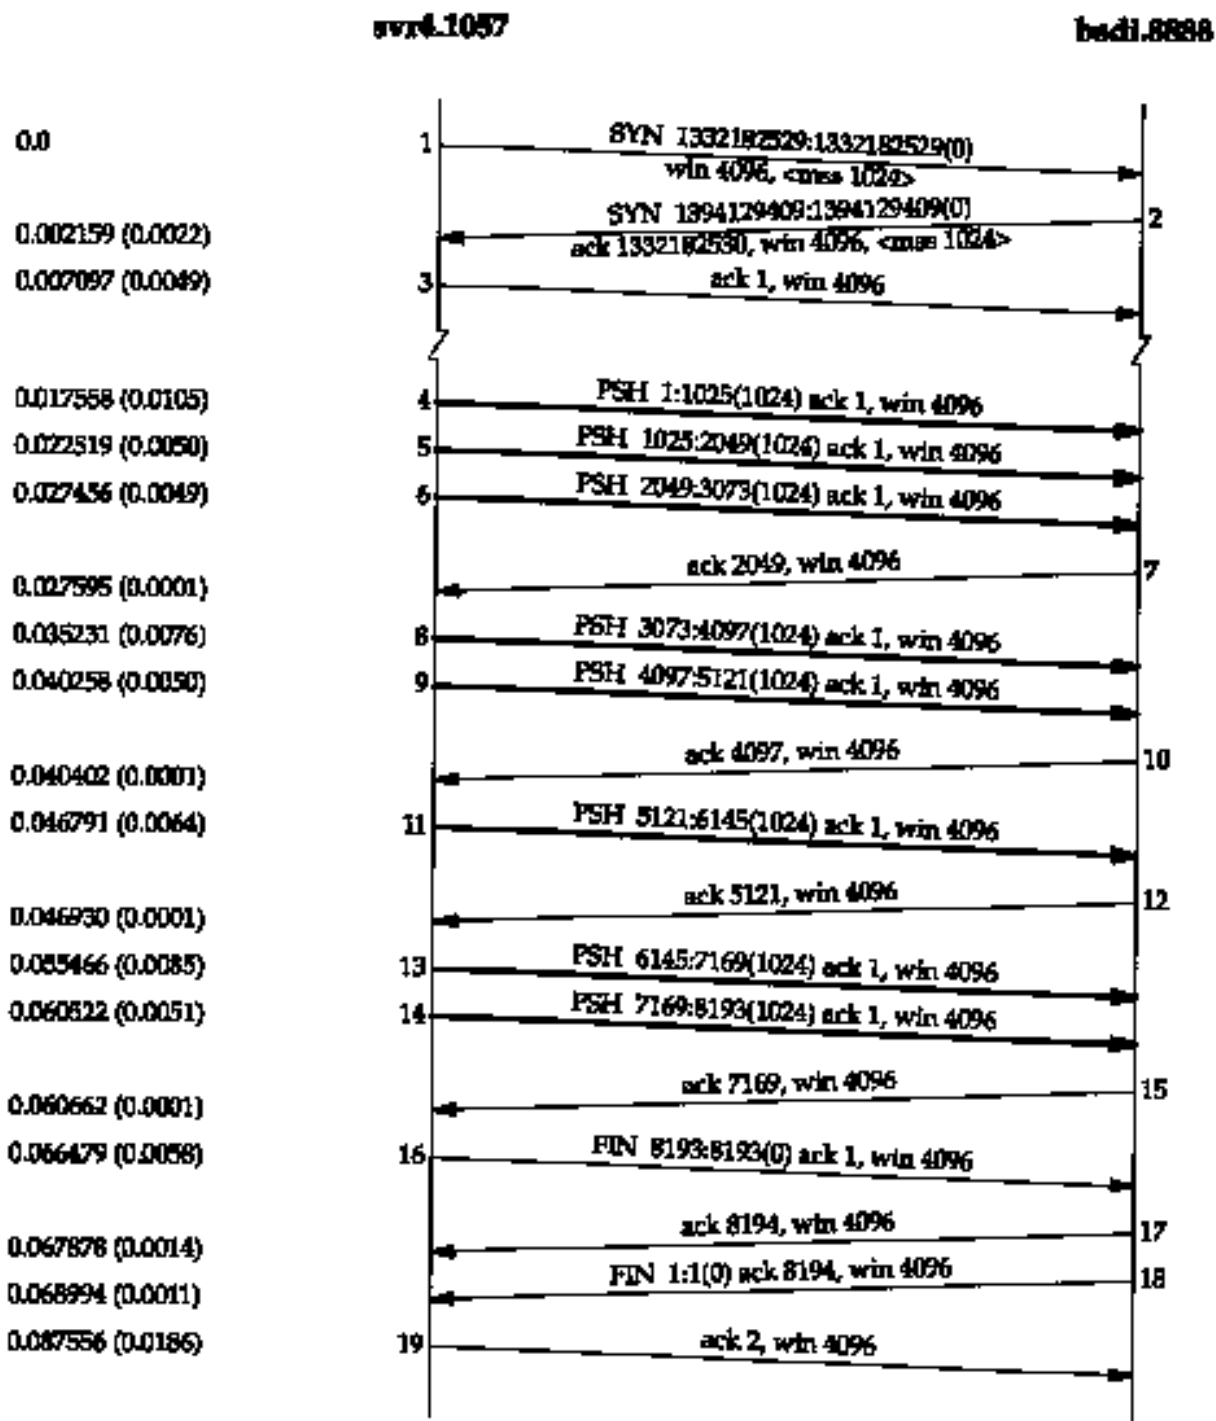 svr4.1057 bsdi.8888
0.0 1 SYN 1332182529:1332182529(0)
win 4096, <mss 1024>
SYN 1394129409:1394129409(0) 2
0.002159 (0.0022)
ack 1332182530, win 4096, <mss 1024>
0.007097 (0.0049) 3 ack 1, win 4096
0.017558 (0.0105) 4 PSH 1:1025(1024) ack 1, win 4096
0.022519 (0.0050) 5 PSH 1025:2049(1024) ack 1, win 4096
0.027456 (0.0049) 6 PSH 2049:3073(1024) ack 1, win 4096
ack 2049, win 4096 7
0.027595 (0.0001)
0.035231 (0.0076) 8 PSH 3073:4097(1024) ack 1, win 4096
0.040258 (0.0050) 9 PSH 4097:5121(1024) ack 1, win 4096
ack 4097, win 4096 10
0.040402 (0.0001)
0.046791 (0.0064) 11 PSH 5121:6145(1024) ack 1, win 4096
ack 5121, win 4096 12
0.046930 (0.0001)
0.055466 (0.0085) 13 PSH 6145:7169(1024) ack 1, win 4096
0.060522 (0.0051) 14 PSH 7169:8193(1024) ack 1, win 4096
ack 7169, win 4096 15
0.060662 (0.0001)
0.066479 (0.0058) 16 FIN 8193:8193(0) ack 1, win 4096
ack 8194, win 4096 17
0.067878 (0.0014)
FIN 1:1(0) ack 8194, win 4096 18
0.068994 (0.0011)
0.087556 (0.0186) 19 ack 2, win 4096